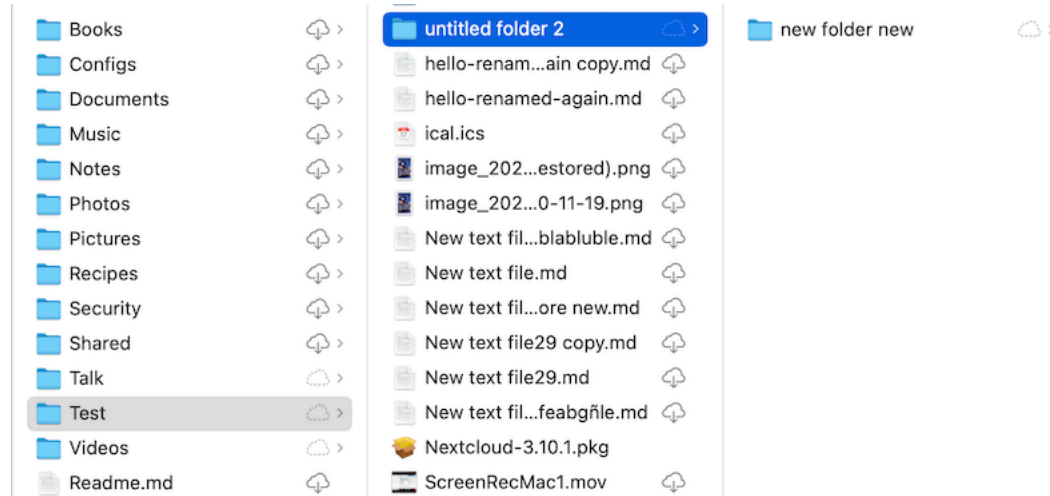 Books
Configs
Documents
Music
Notes
Photos
Pictures
Recipes
Security
Shared
Talk
Test
Videos
Readme.md
untitled folder 2
hello-renam...ain copy.md
hello-renamed-again.md
ical.ics
image_202...estored).png
image_202...0-11-19.png
New text fil...blabluble.md
New text file.md
New text fil...ore new.md
New text file29 copy.md
New text file29.md
New text fil...feabgñle.md
Nextcloud-3.10.1.pkg
ScreenRecMac1.mov
new folder new